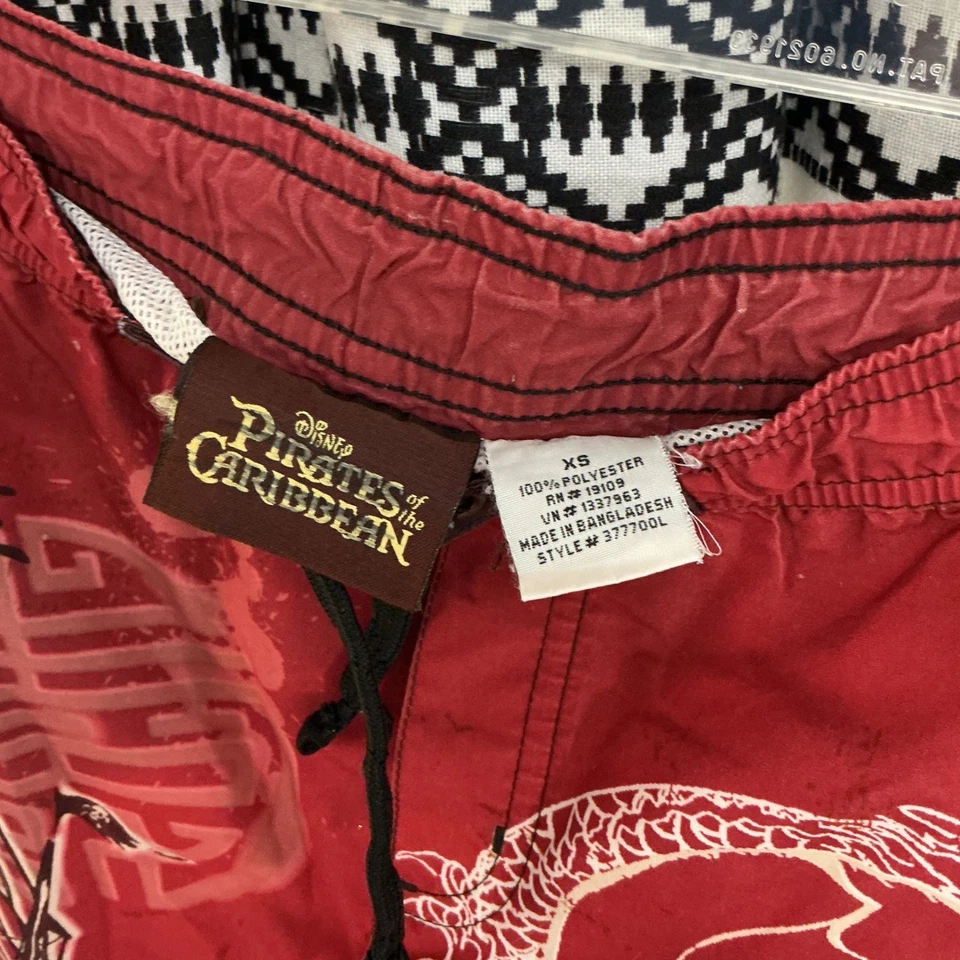 PAT.NO.6021930
DISNEY
PIRATES of
the
CARIBBEAN
XS
100% POLYESTER
RN# 19109
VN# 1337963
MADE IN BANGLADESH
STYLE# 377700L